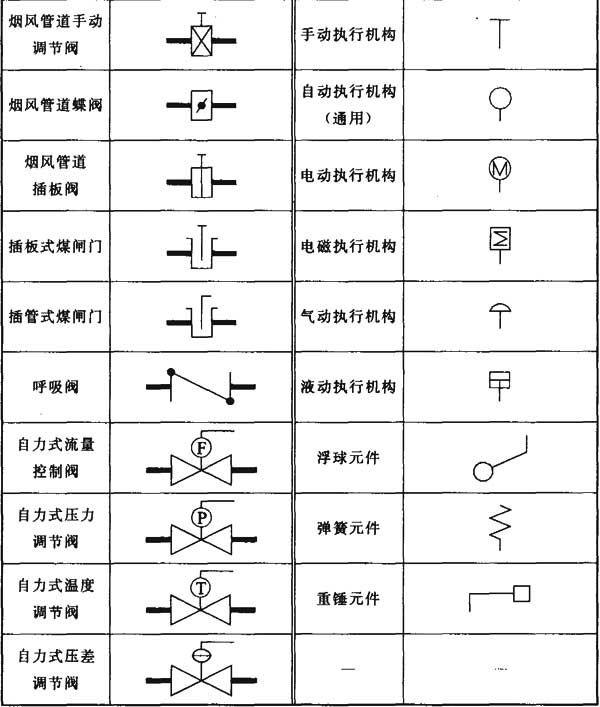 烟风管道手动
调节阀
手动执行机构
烟风管道蝶阀
自动执行机构
（通用）
烟风管道
插板阀
电动执行机构
M
插板式煤闸门
电磁执行机构
插管式煤闸门
气动执行机构
呼吸阀
液动执行机构
自力式流量
控制阀
F
浮球元件
自力式压力
调节阀
P
弹簧元件
自力式温度
调节阀
T
重锤元件
自力式压差
调节阀
—
—